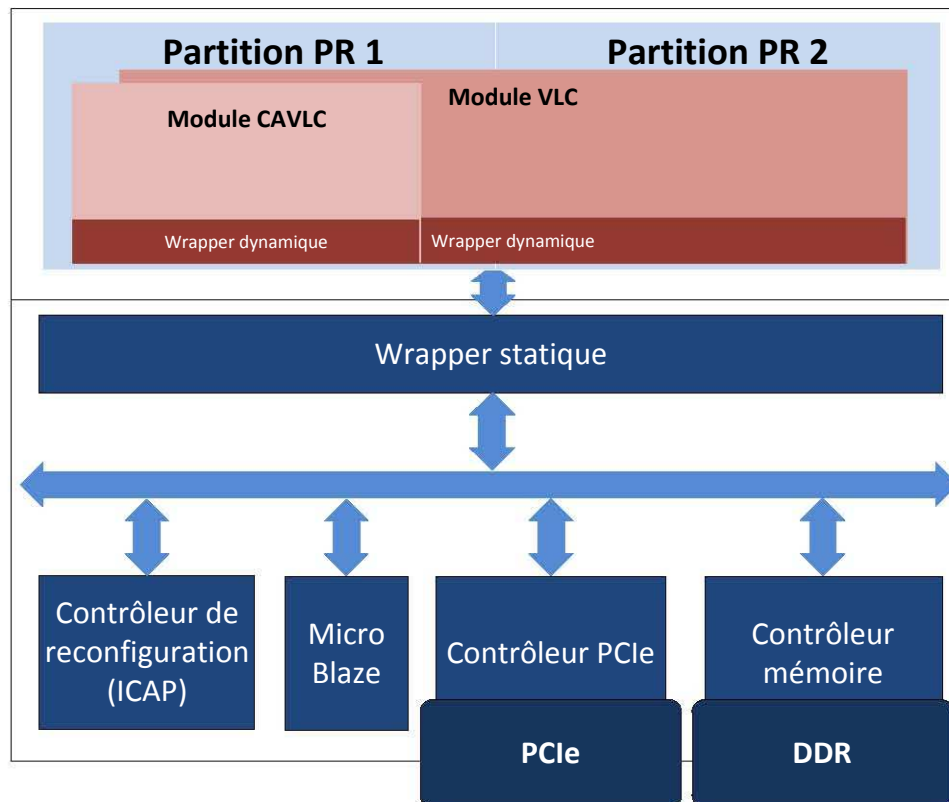 Partition PR 1
Partition PR 2
Module VLC
Module CAVLC
Wrapper dynamique
Wrapper dynamique
Wrapper statique
Contrôleur de
reconfiguration
(ICAP)
Micro
Blaze
Contrôleur PCIe
Contrôleur
mémoire
PCIe
DDR